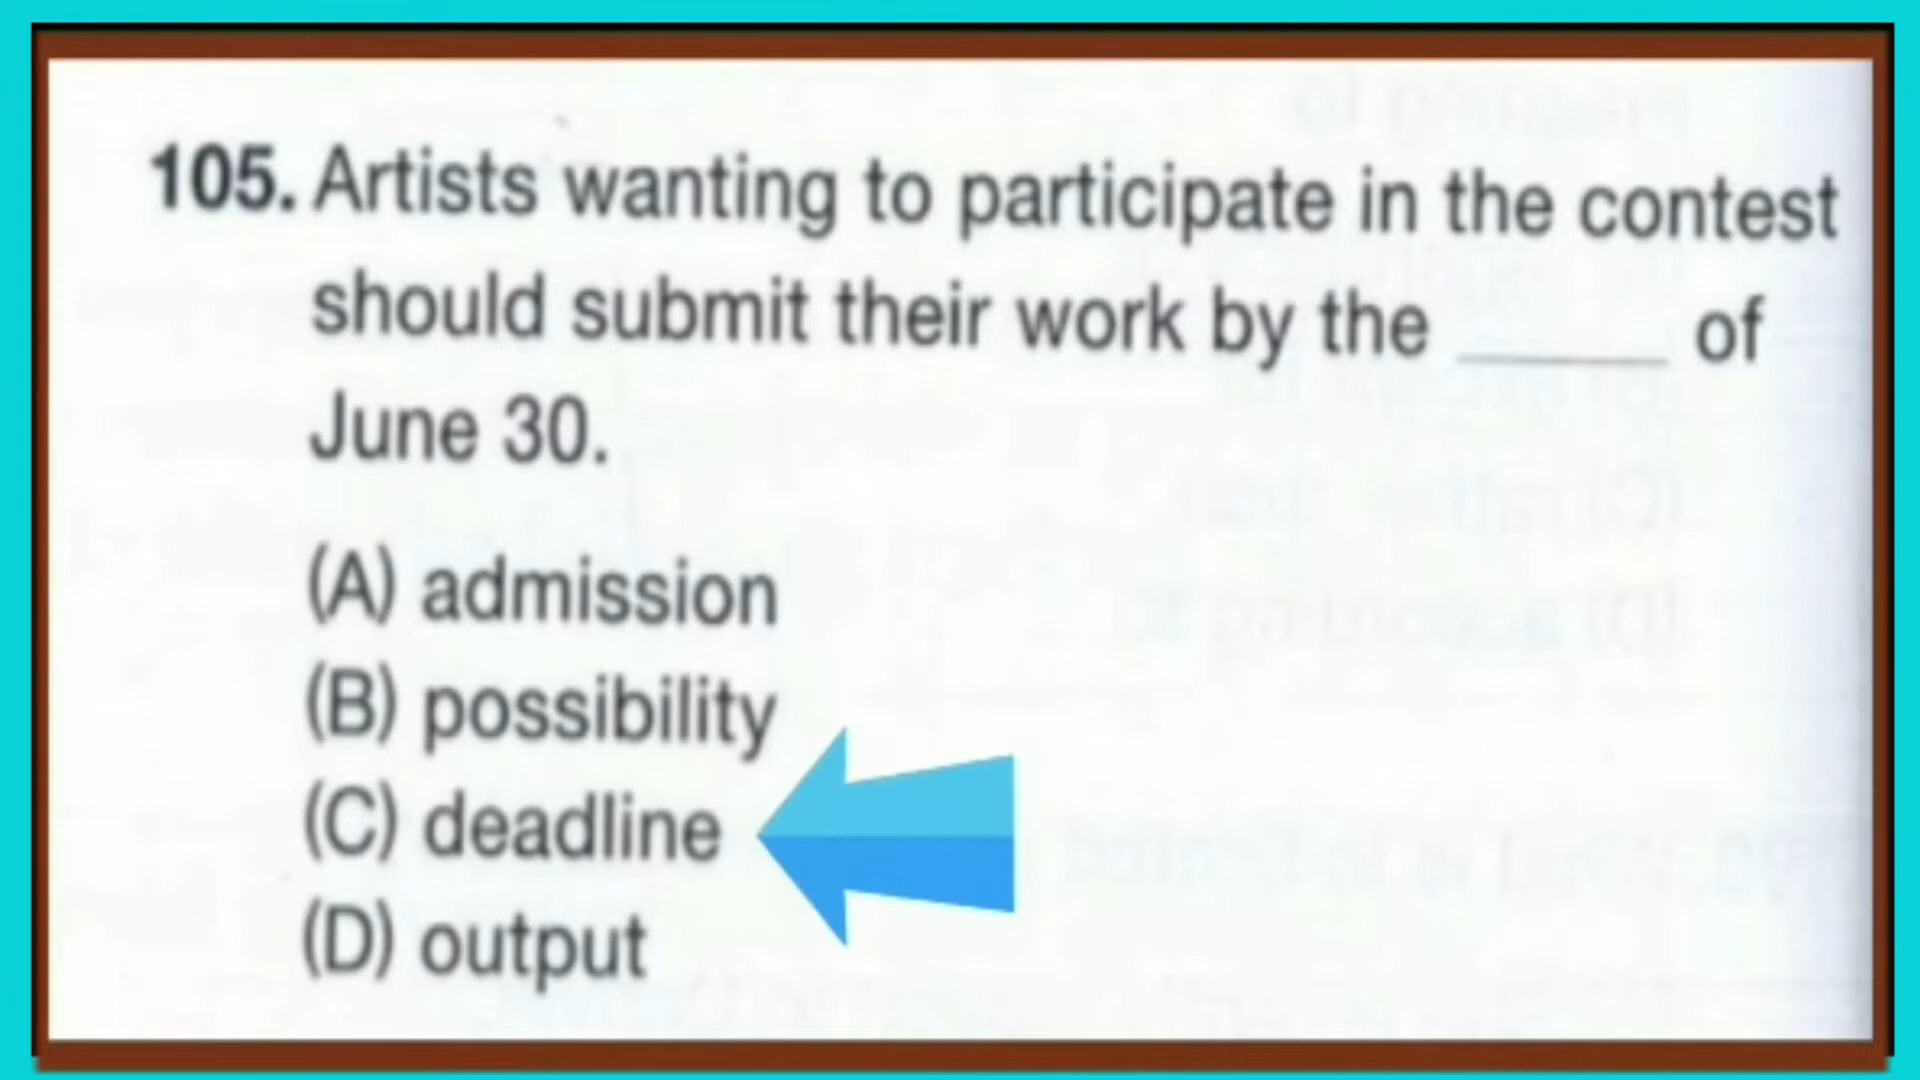 105. Artists wanting to participate in the contest
should submit their work by the ______ of
June 30.
(A) admission
(B) possibility
(C) deadline
(D) output